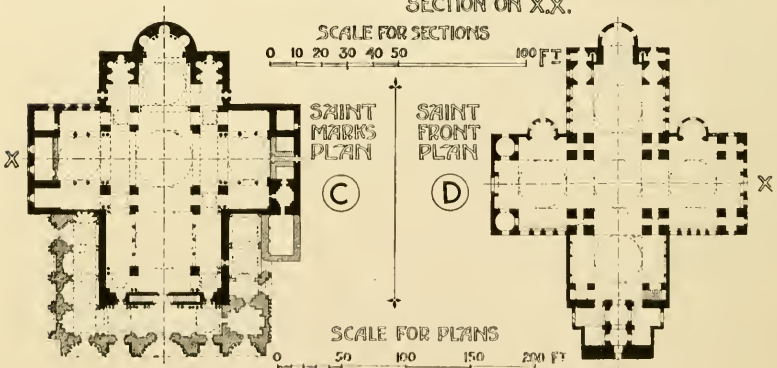 SECTION ON X.X.
SCALE FOR SECTIONS
0 10 20 30 40 50 100 FT
SAINT MARKS PLAN
SAINT FRONT PLAN
X
C
D
X
SCALE FOR PLANS
0 50 100 150 200 FT